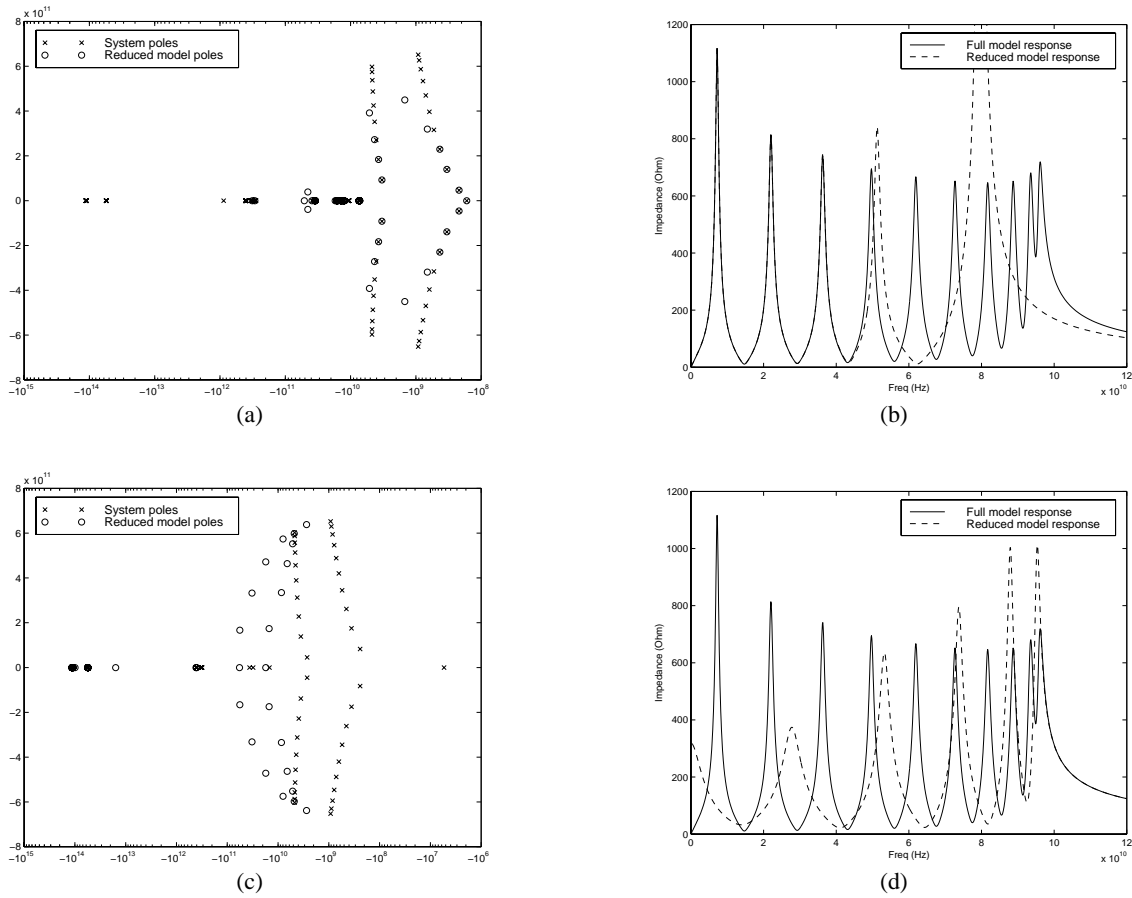 x 10^11
8
6
4
2
0
−2
−4
−6
−8
System poles
Reduced model poles
−10^15 −10^14 −10^13 −10^12 −10^11 −10^10 −10^9 −10^8
(a)
1200
1000
800
600
400
200
0
Impedance (Ohm)
Full model response
Reduced model response
0 2 4 6 8 10 12
Freq (Hz)
x 10^10
(b)
x 10^11
8
6
4
2
0
−2
−4
−6
−8
System poles
Reduced model poles
−10^15 −10^14 −10^13 −10^12 −10^11 −10^10 −10^9 −10^8 −10^7 −10^6
(c)
1200
1000
800
600
400
200
0
Impedance (Ohm)
Full model response
Reduced model response
0 2 4 6 8 10 12
Freq (Hz)
x 10^10
(d)